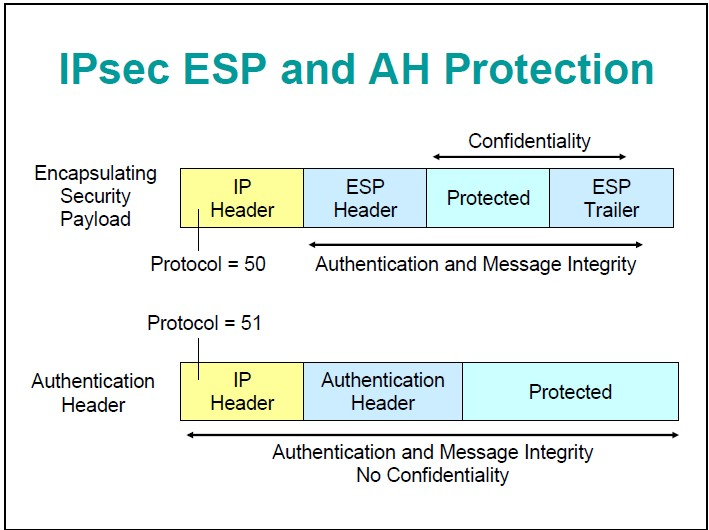 IPsec ESP and AH Protection
Confidentiality
Encapsulating
Security
Payload
IP
Header
ESP
Header
Protected
ESP
Trailer
Protocol = 50
Authentication and Message Integrity
Protocol = 51
Authentication
Header
IP
Header
Authentication
Header
Protected
Authentication and Message Integrity
No Confidentiality